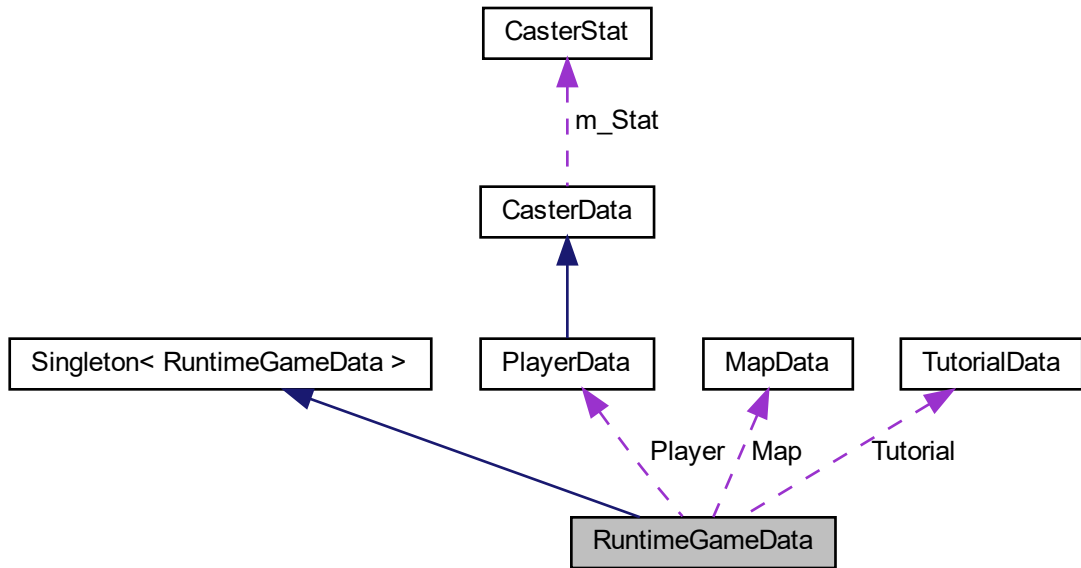 CasterStat
m_Stat
CasterData
Singleton< RuntimeGameData >
PlayerData
MapData
TutorialData
Player
Map
Tutorial
RuntimeGameData